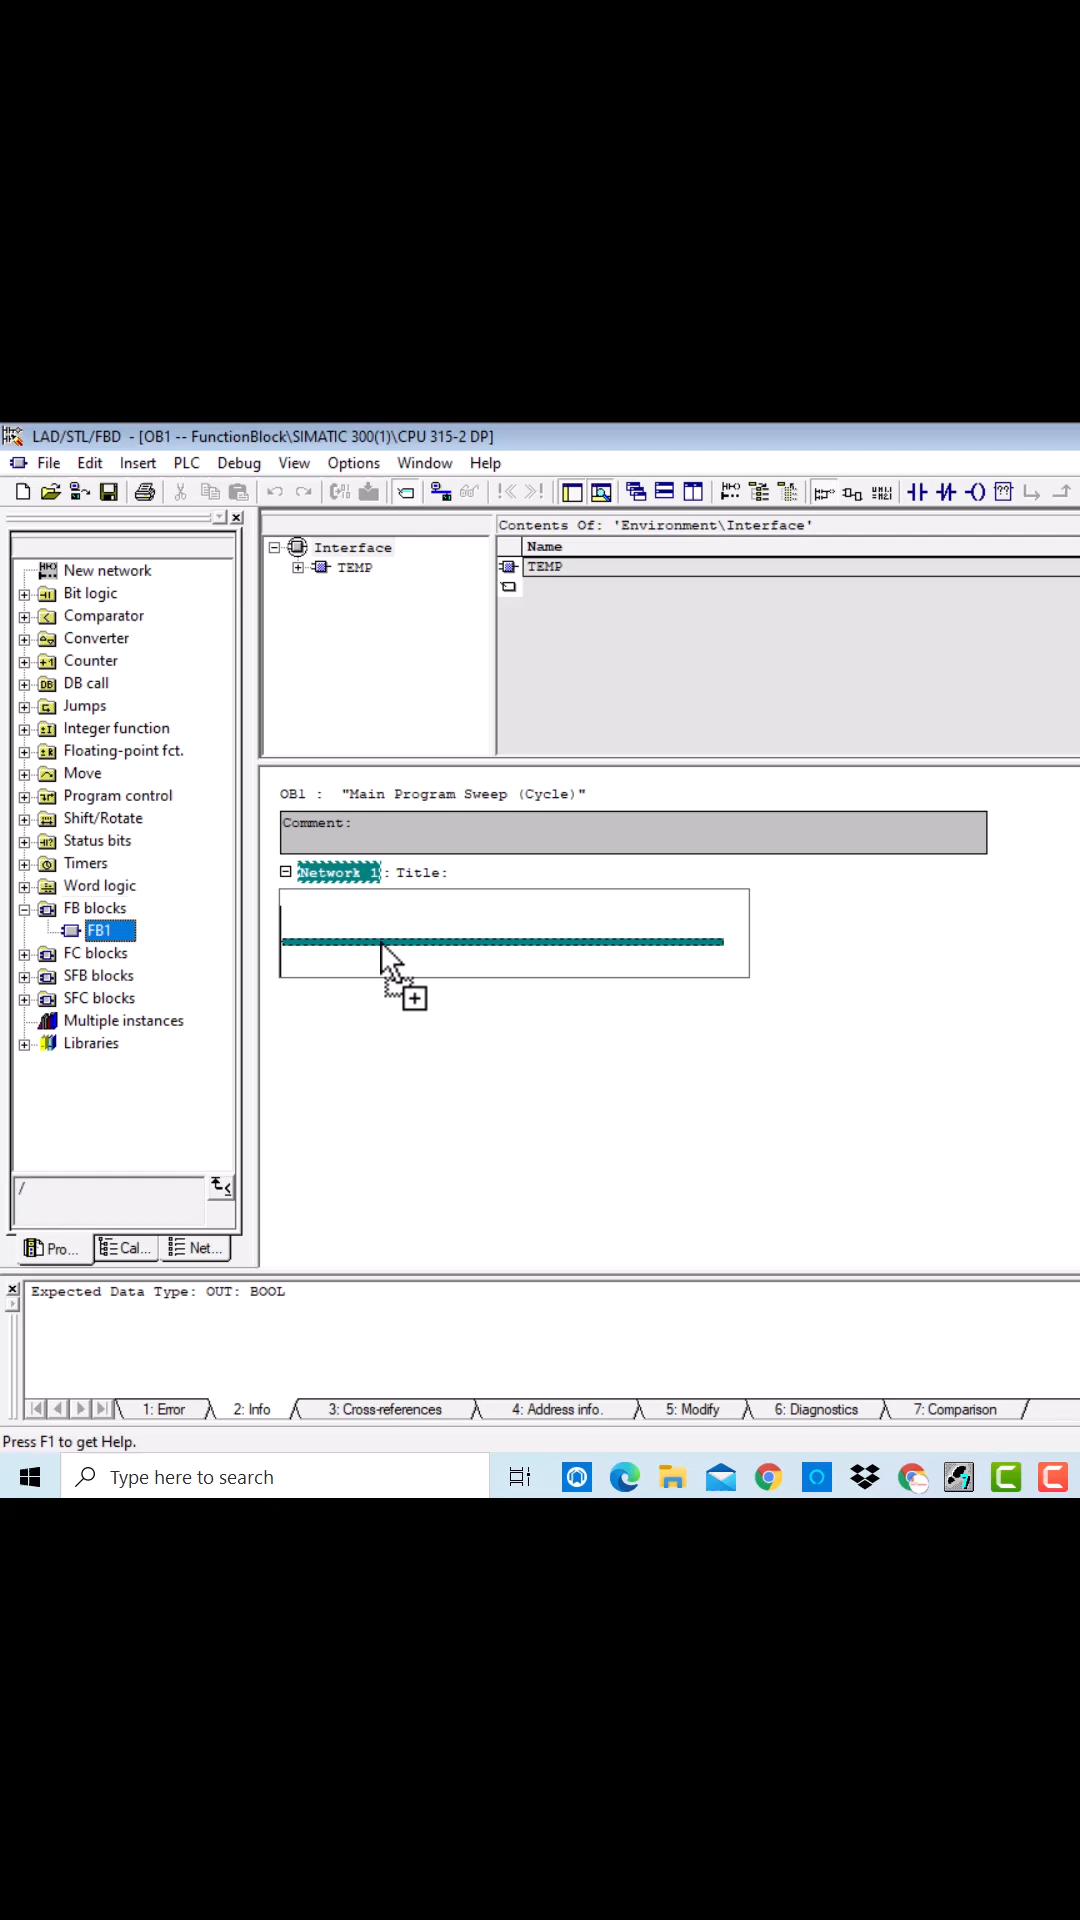 LAD/STL/FBD - [OB1 -- FunctionBlock\SIMATIC 300(1)\CPU 315-2 DP]
File Edit Insert PLC Debug View Options Window Help
New network
Bit logic
Comparator
Converter
Counter
DB call
Jumps
Integer function
Floating-point fct.
Move
Program control
Shift/Rotate
Status bits
Timers
Word logic
FB blocks
FB1
FC blocks
SFB blocks
SFC blocks
Multiple instances
Libraries
/
Pro... Cal... Net...
Interface
TEMP
Contents Of: 'Environment\Interface'
Name
TEMP
OB1 : "Main Program Sweep (Cycle)"
Comment:
Network 1: Title:
Expected Data Type: OUT: BOOL
1: Error 2: Info 3: Cross-references 4: Address info. 5: Modify 6: Diagnostics 7: Comparison
Press F1 to get Help.
Type here to search